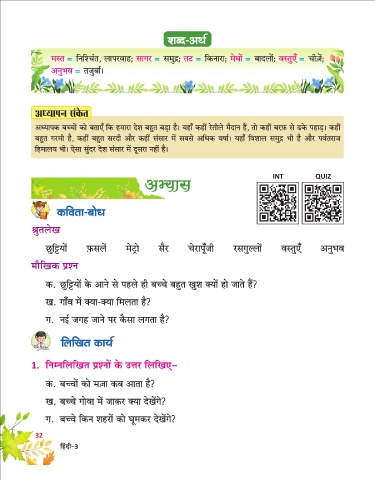 शब्द-अर्थ
मस्त = निश्चिंत, लापरवाह; सागर = समुद्र; तट = किनारा; मेघों = बादलों; वस्तुएँ = चीज़ें;
अनुभव = तजुर्बा।
अध्यापन संकेत
अध्यापक बच्चों को बताएँ कि हमारा देश बहुत बड़ा है। यहाँ कहीं रेतीले मैदान हैं, तो कहीं बरफ़ से ढके पहाड़। कहीं
बहुत गरमी है, कहीं बहुत सरदी और कहीं संसार में सबसे अधिक वर्षा। यहाँ विशाल समुद्र भी है और पर्वतराज
हिमालय भी। ऐसा सुंदर देश संसार में दूसरा नहीं है।
INT QUIZ
अभ्यास
कविता-बोध
श्रुतलेख
छुट्टियों फ़सलें मेट्रो सैर चेरापूँजी रसगुल्लों वस्तुएँ अनुभव
मौखिक प्रश्न
क. छुट्टियों के आने से पहले ही बच्चे बहुत खुश क्यों हो जाते हैं?
ख. गाँव में क्या-क्या मिलता है?
ग. नई जगह जाने पर कैसा लगता है?
लिखित कार्य
1. निम्नलिखित प्रश्नों के उत्तर लिखिए–
क. बच्चों को मज़ा कब आता है?
ख. बच्चे गोवा में जाकर क्या देखेंगे?
ग. बच्चे किन शहरों को घूमकर देखेंगे?
32
हिंदी-3